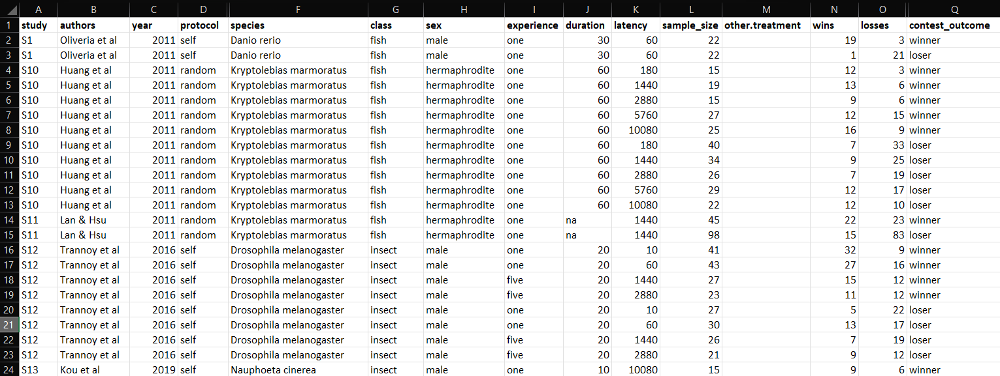 A B C D F G H I J K L M N O Q
1 study authors year protocol species class sex experience duration latency sample_size other.treatment wins losses contest_outcome
2 S1 Oliveria et al 2011 self Danio rerio fish male one 30 60 22 19 3 winner
3 S1 Oliveria et al 2011 self Danio rerio fish male one 30 60 22 1 21 loser
4 S10 Huang et al 2011 random Kryptolebias marmoratus fish hermaphrodite one 60 180 15 12 3 winner
5 S10 Huang et al 2011 random Kryptolebias marmoratus fish hermaphrodite one 60 1440 19 13 6 winner
6 S10 Huang et al 2011 random Kryptolebias marmoratus fish hermaphrodite one 60 2880 15 9 6 winner
7 S10 Huang et al 2011 random Kryptolebias marmoratus fish hermaphrodite one 60 5760 27 12 15 winner
8 S10 Huang et al 2011 random Kryptolebias marmoratus fish hermaphrodite one 60 10080 25 16 9 winner
9 S10 Huang et al 2011 random Kryptolebias marmoratus fish hermaphrodite one 60 180 40 7 33 loser
10 S10 Huang et al 2011 random Kryptolebias marmoratus fish hermaphrodite one 60 1440 34 9 25 loser
11 S10 Huang et al 2011 random Kryptolebias marmoratus fish hermaphrodite one 60 2880 26 7 19 loser
12 S10 Huang et al 2011 random Kryptolebias marmoratus fish hermaphrodite one 60 5760 29 12 17 loser
13 S10 Huang et al 2011 random Kryptolebias marmoratus fish hermaphrodite one 60 10080 22 12 10 loser
14 S11 Lan & Hsu 2011 random Kryptolebias marmoratus fish hermaphrodite one na 1440 45 22 23 winner
15 S11 Lan & Hsu 2011 random Kryptolebias marmoratus fish hermaphrodite one na 1440 98 15 83 loser
16 S12 Trannoy et al 2016 self Drosophila melanogaster insect male one 20 10 41 32 9 winner
17 S12 Trannoy et al 2016 self Drosophila melanogaster insect male one 20 60 43 27 16 winner
18 S12 Trannoy et al 2016 self Drosophila melanogaster insect male five 20 1440 27 15 12 winner
19 S12 Trannoy et al 2016 self Drosophila melanogaster insect male five 20 2880 23 11 12 winner
20 S12 Trannoy et al 2016 self Drosophila melanogaster insect male one 20 10 27 5 22 loser
21 S12 Trannoy et al 2016 self Drosophila melanogaster insect male one 20 60 30 13 17 loser
22 S12 Trannoy et al 2016 self Drosophila melanogaster insect male five 20 1440 26 7 19 loser
23 S12 Trannoy et al 2016 self Drosophila melanogaster insect male five 20 2880 21 9 12 loser
24 S13 Kou et al 2019 self Nauphoeta cinerea insect male one 10 10080 15 9 6 winner